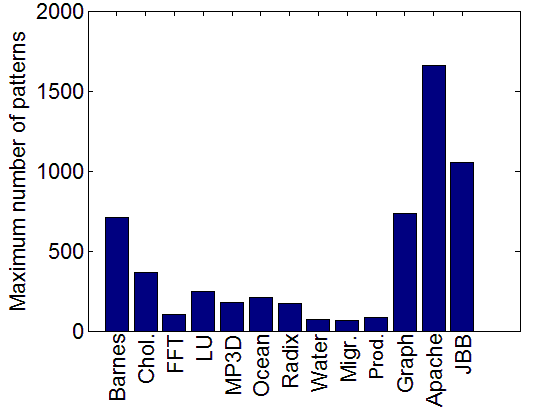 Maximum number of patterns
2000
1500
1000
500
0
Barnes
Chol.
FFT
LU
MP3D
Ocean
Radix
Water
Migr.
Prod.
Graph
Apache
JBB